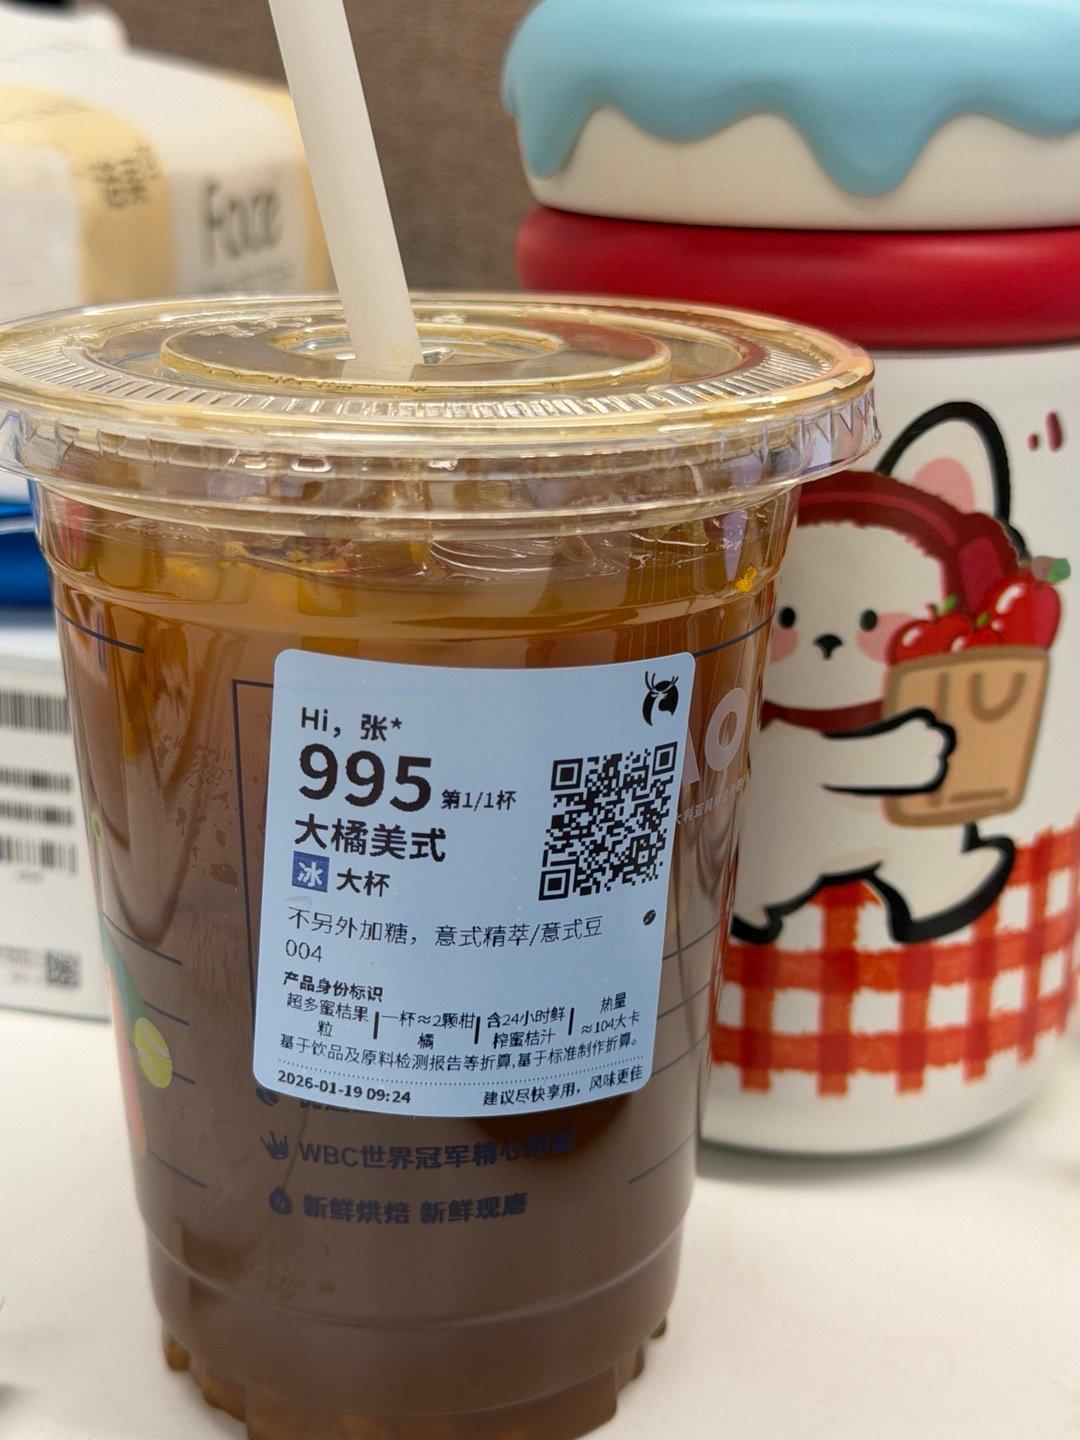 Face
Hi，张*
995 第1/1杯
大橘美式
冰 大杯
不另外加糖，意式精萃/意式豆
004
产品身份标识
超多蜜桔果粒 | 一杯≈2颗柑橘 | 含24小时鲜榨蜜桔汁 | 热量≈104大卡
基于饮品及原料检测报告等折算,基于标准制作折算。
2026-01-19 09:24 建议尽快享用，风味更佳
WBC世界冠军精心拼配
新鲜烘焙 新鲜现磨